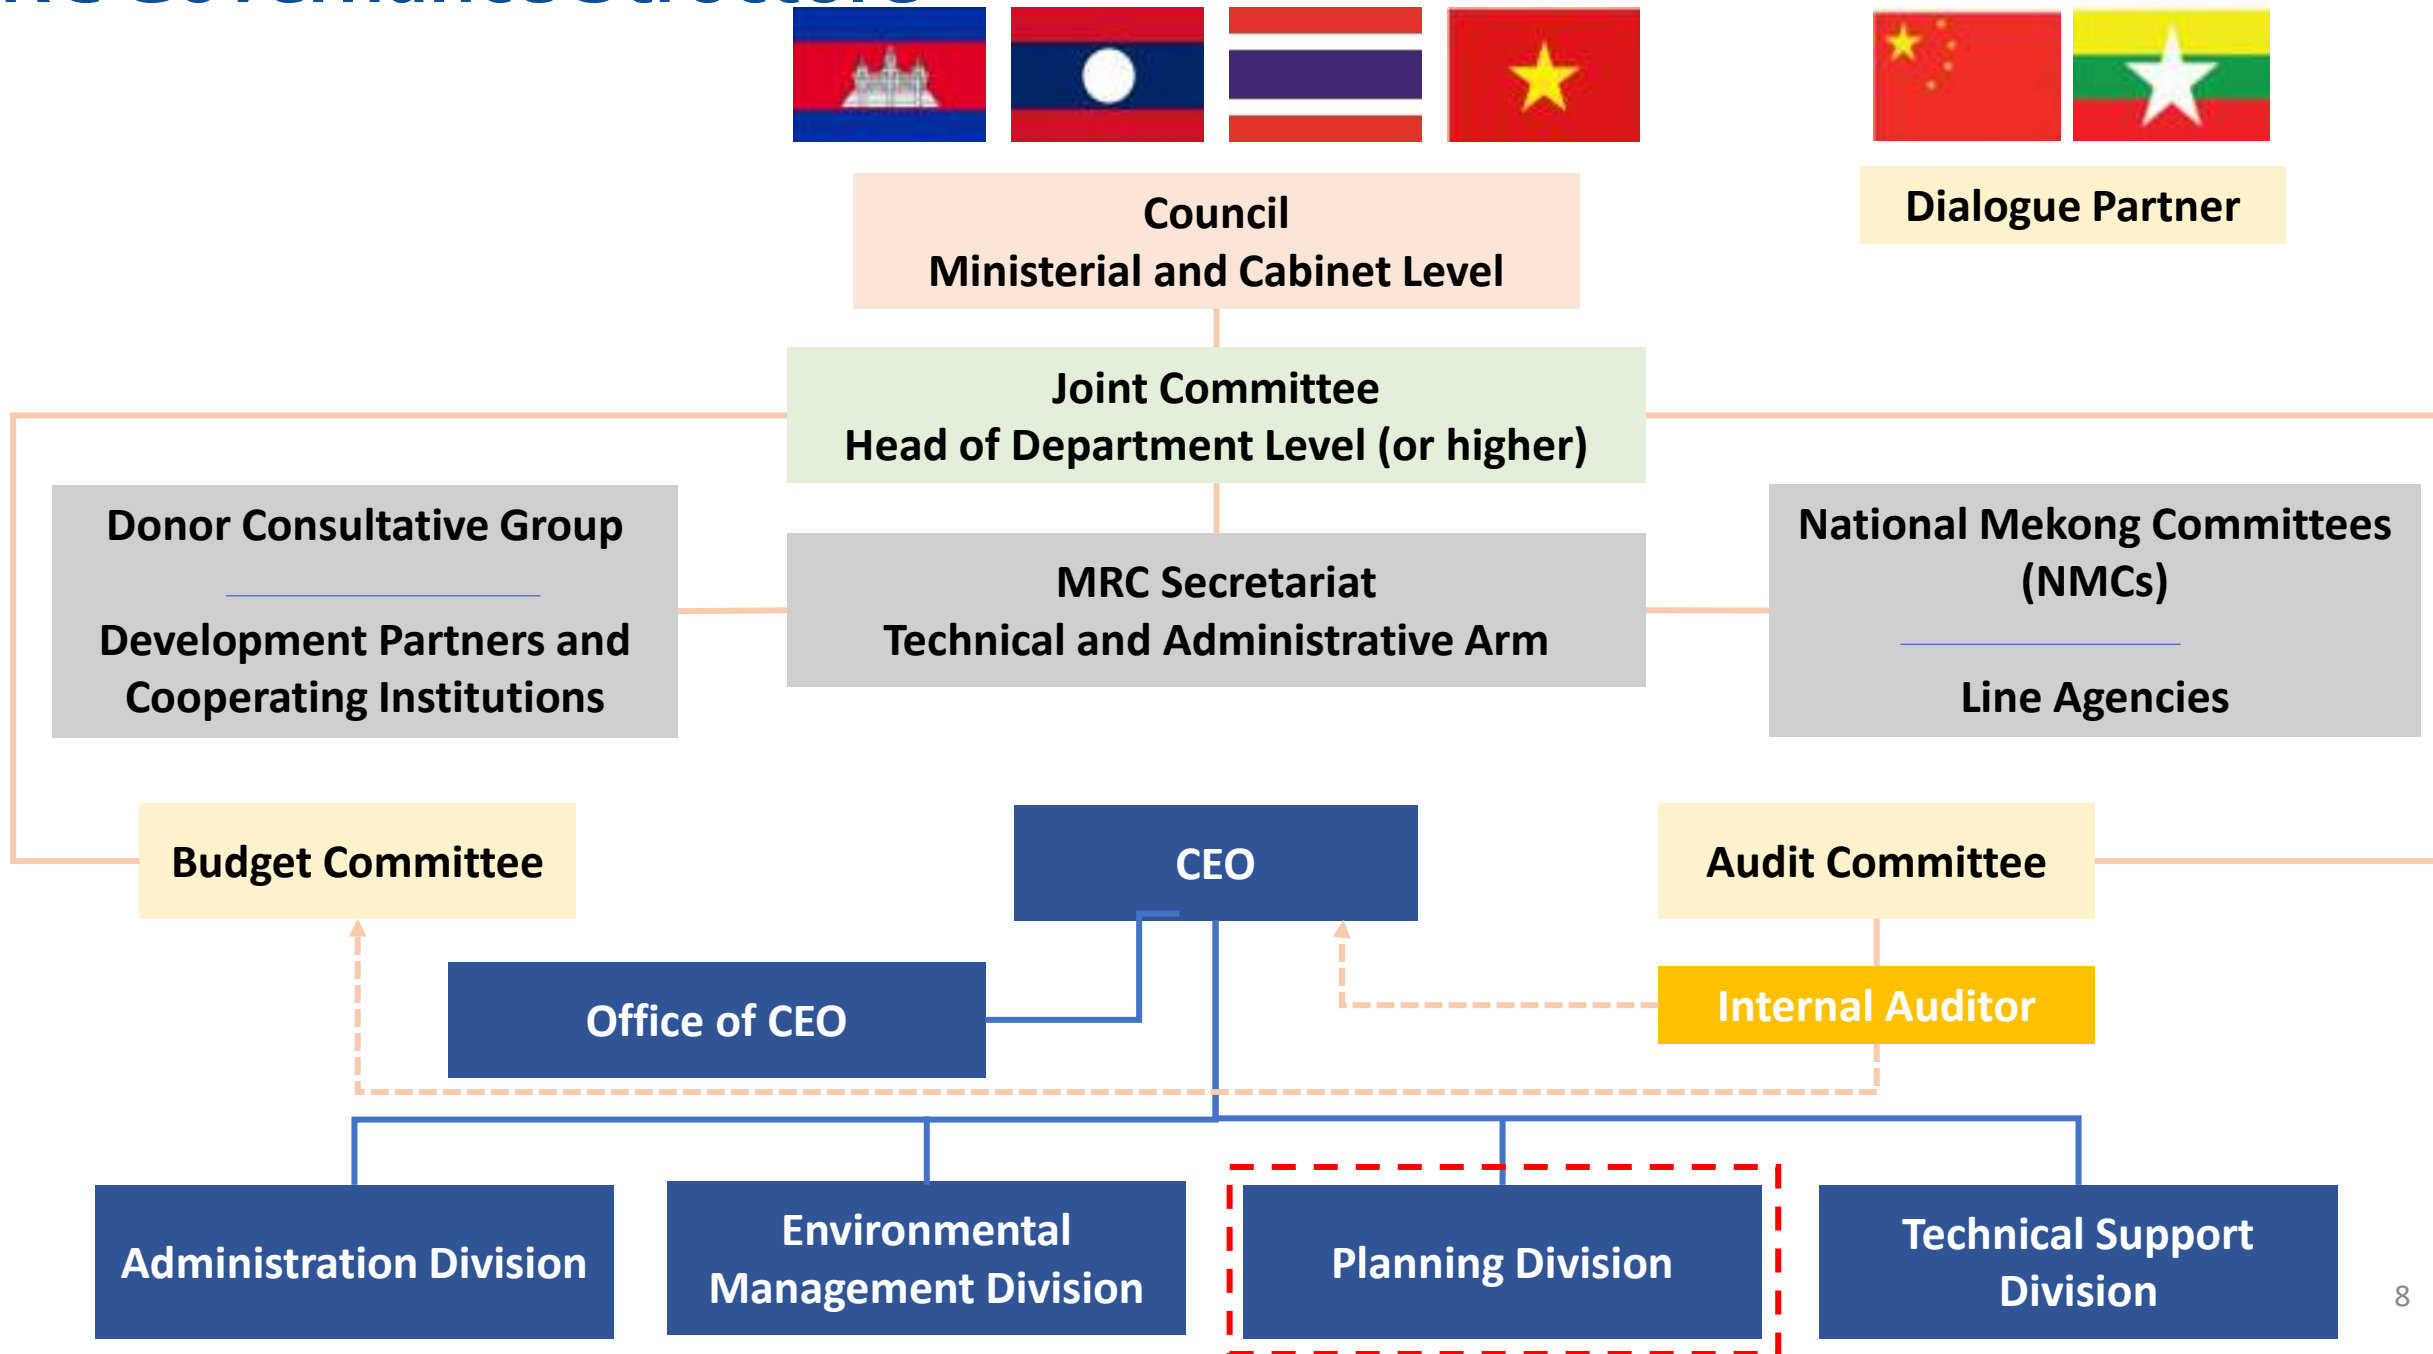 Governance Structure
Council
Ministerial and Cabinet Level
Dialogue Partner
Joint Committee
Head of Department Level (or higher)
Donor Consultative Group
Development Partners and
Cooperating Institutions
MRC Secretariat
Technical and Administrative Arm
National Mekong Committees
(NMCs)
Line Agencies
Budget Committee
CEO
Audit Committee
Office of CEO
Internal Auditor
Administration Division
Environmental
Management Division
Planning Division
Technical Support
Division
8